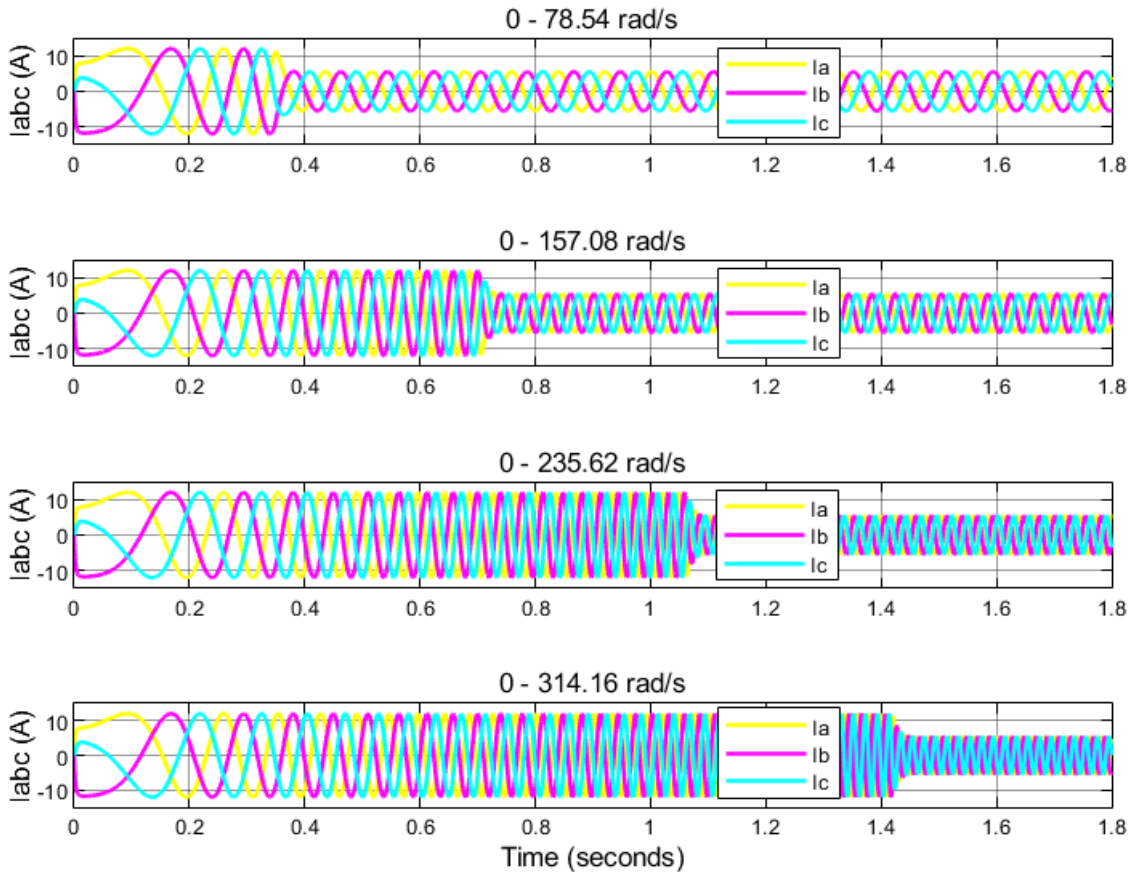 0 - 78.54 rad/s
Iabc (A)
10
0
-10
Ia
Ib
Ic
0 0.2 0.4 0.6 0.8 1 1.2 1.4 1.6 1.8
0 - 157.08 rad/s
Iabc (A)
10
0
-10
Ia
Ib
Ic
0 0.2 0.4 0.6 0.8 1 1.2 1.4 1.6 1.8
0 - 235.62 rad/s
Iabc (A)
10
0
-10
Ia
Ib
Ic
0 0.2 0.4 0.6 0.8 1 1.2 1.4 1.6 1.8
0 - 314.16 rad/s
Iabc (A)
10
0
-10
Ia
Ib
Ic
0 0.2 0.4 0.6 0.8 1 1.2 1.4 1.6 1.8
Time (seconds)